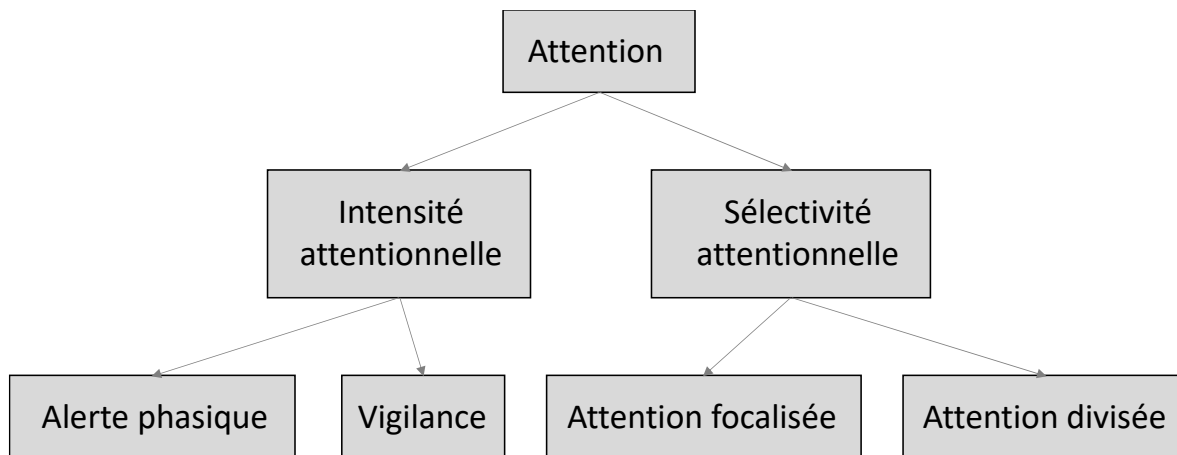 Attention
Intensité
attentionnelle
Sélectivité
attentionnelle
Alerte phasique
Vigilance
Attention focalisée
Attention divisée